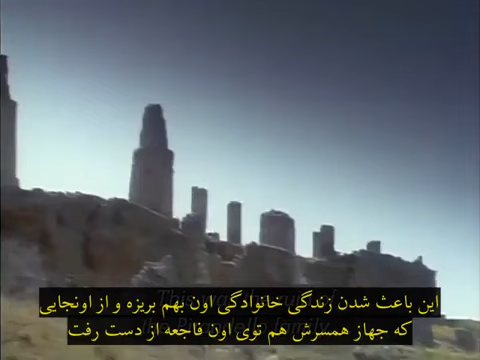 این باعث شدن زندگی خانوادگی اون بهم بریزه و از اونجایی
که جهاز همسرش هم توی اون فاجعه از دست رفت